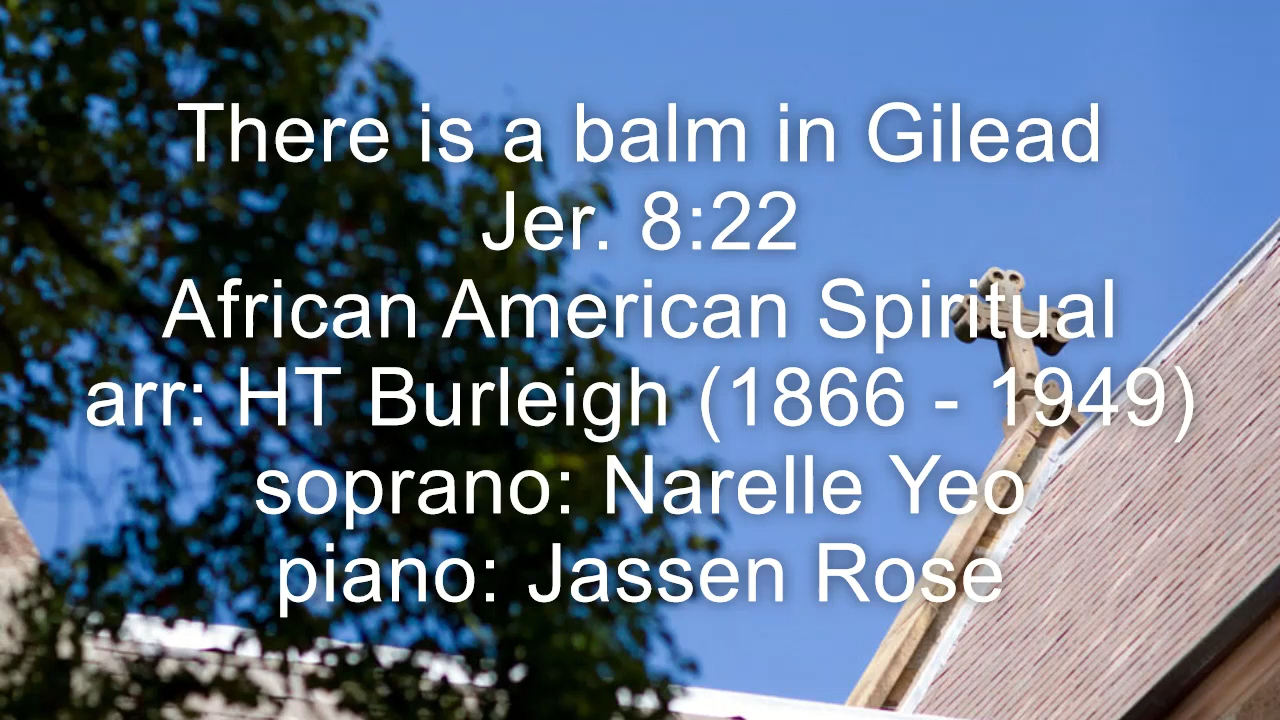 There is a balm in Gilead
Jer. 8:22
African American Spiritual
arr: HT Burleigh (1866 - 1949)
soprano: Narelle Yeo
piano: Jassen Rose